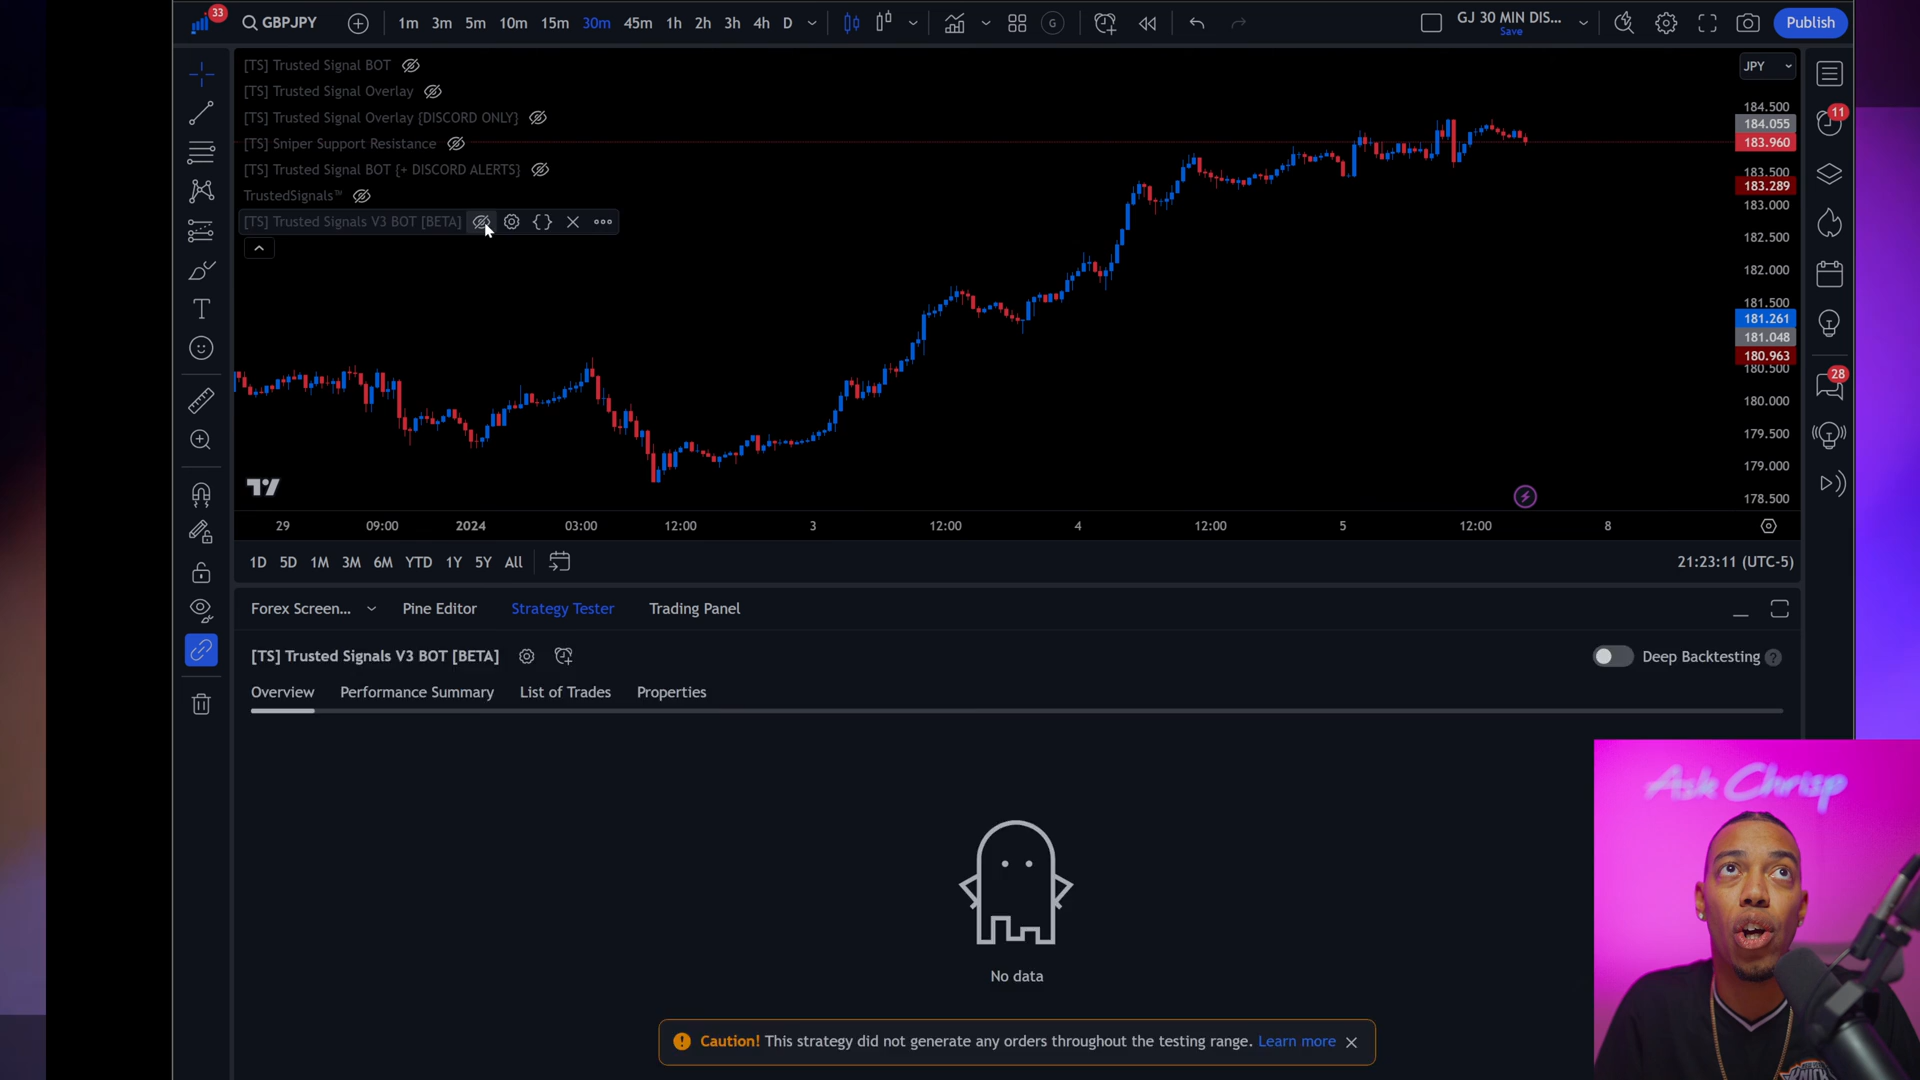 33
GBPJPY
1m 3m 5m 10m 15m 30m 45m 1h 2h 3h 4h D
G
GJ 30 MIN DIS...
Save
Publish
[TS] Trusted Signal BOT
[TS] Trusted Signal Overlay
[TS] Trusted Signal Overlay {DISCORD ONLY}
[TS] Sniper Support Resistance
[TS] Trusted Signal BOT [+ DISCORD ALERTS]
TrustedSignals™
[TS] Trusted Signals V3 BOT [BETA]
JPY
184.500
184.055
183.960
183.500
183.289
183.000
182.500
182.000
181.500
181.261
181.048
180.963
180.500
180.000
179.500
179.000
178.500
11
28
29 09:00 2024 03:00 12:00 3 12:00 4 12:00 5 12:00 8
1D 5D 1M 3M 6M YTD 1Y 5Y All
21:23:11 (UTC-5)
Forex Screen... Pine Editor Strategy Tester Trading Panel
[TS] Trusted Signals V3 BOT [BETA]
Deep Backtesting ?
Overview Performance Summary List of Trades Properties
No data
Caution! This strategy did not generate any orders throughout the testing range. Learn more
Ask Chrisp